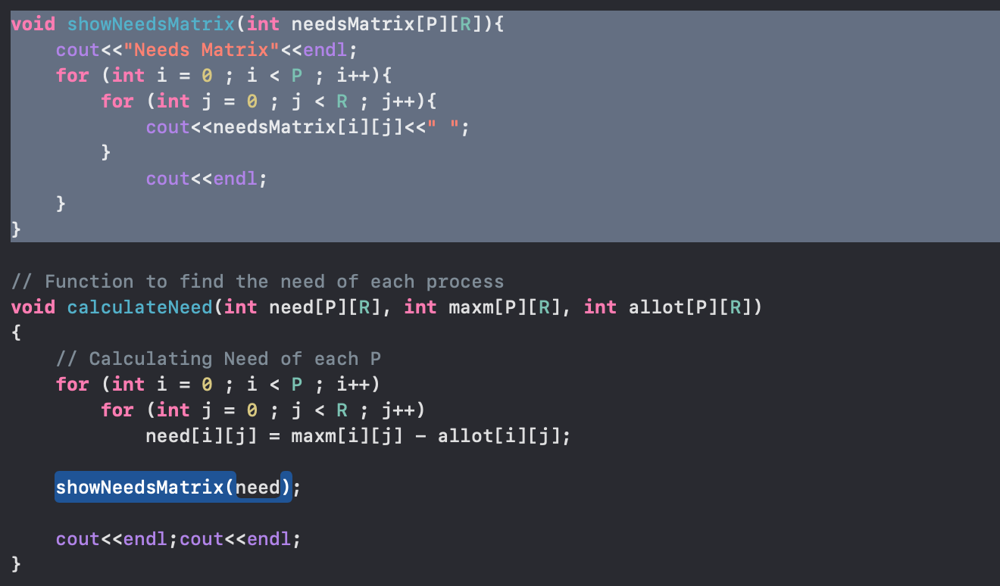 void showNeedsMatrix(int needsMatrix[P][R]){
    cout<<"Needs Matrix"<<endl;
    for (int i = 0 ; i < P ; i++){
        for (int j = 0 ; j < R ; j++){
            cout<<needsMatrix[i][j]<<" ";
        }
            cout<<endl;
    }
}

// Function to find the need of each process
void calculateNeed(int need[P][R], int maxm[P][R], int allot[P][R])
{
    // Calculating Need of each P
    for (int i = 0 ; i < P ; i++)
        for (int j = 0 ; j < R ; j++)
            need[i][j] = maxm[i][j] - allot[i][j];

    showNeedsMatrix(need);

    cout<<endl;cout<<endl;
}